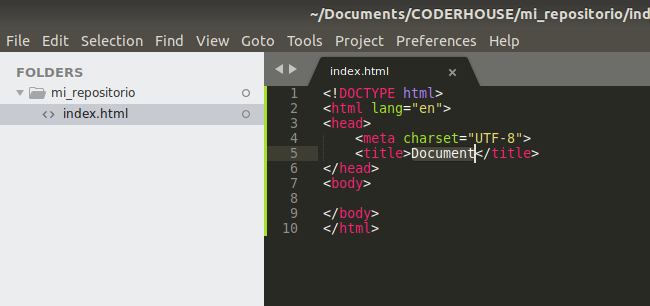 ~/Documents/CODERHOUSE/mi_repositorio/ind
File Edit Selection Find View Goto Tools Project Preferences Help
FOLDERS
mi_repositorio
index.html
index.html ×
1 <!DOCTYPE html>
2 <html lang="en">
3 <head>
4     <meta charset="UTF-8">
5     <title>Document</title>
6 </head>
7 <body>
8
9 </body>
10 </html>